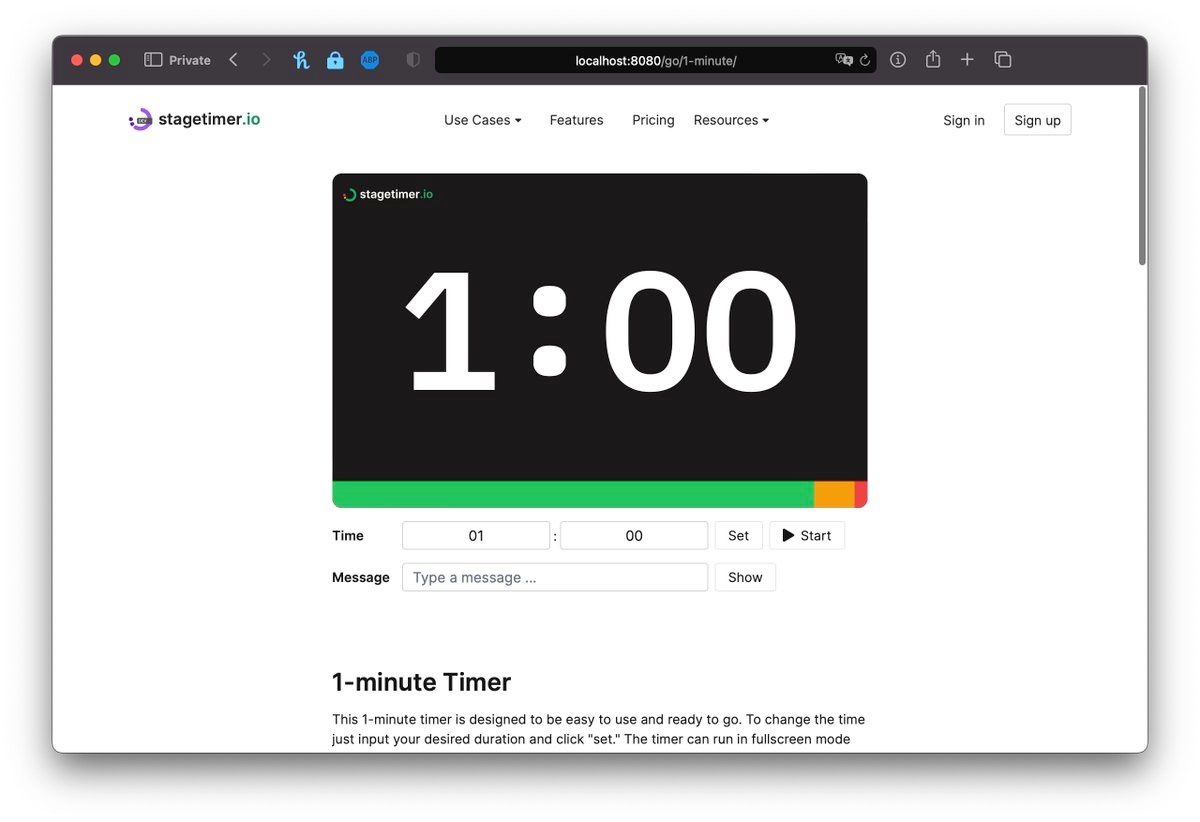 Private
ABP
localhost:8080/go/1-minute/
stagetimer.io
Use Cases
Features
Pricing
Resources
Sign in
Sign up
stagetimer.io
1:00
Time
01
:
00
Set
Start
Message
Type a message ...
Show
1-minute Timer
This 1-minute timer is designed to be easy to use and ready to go. To change the time
just input your desired duration and click "set." The timer can run in fullscreen mode